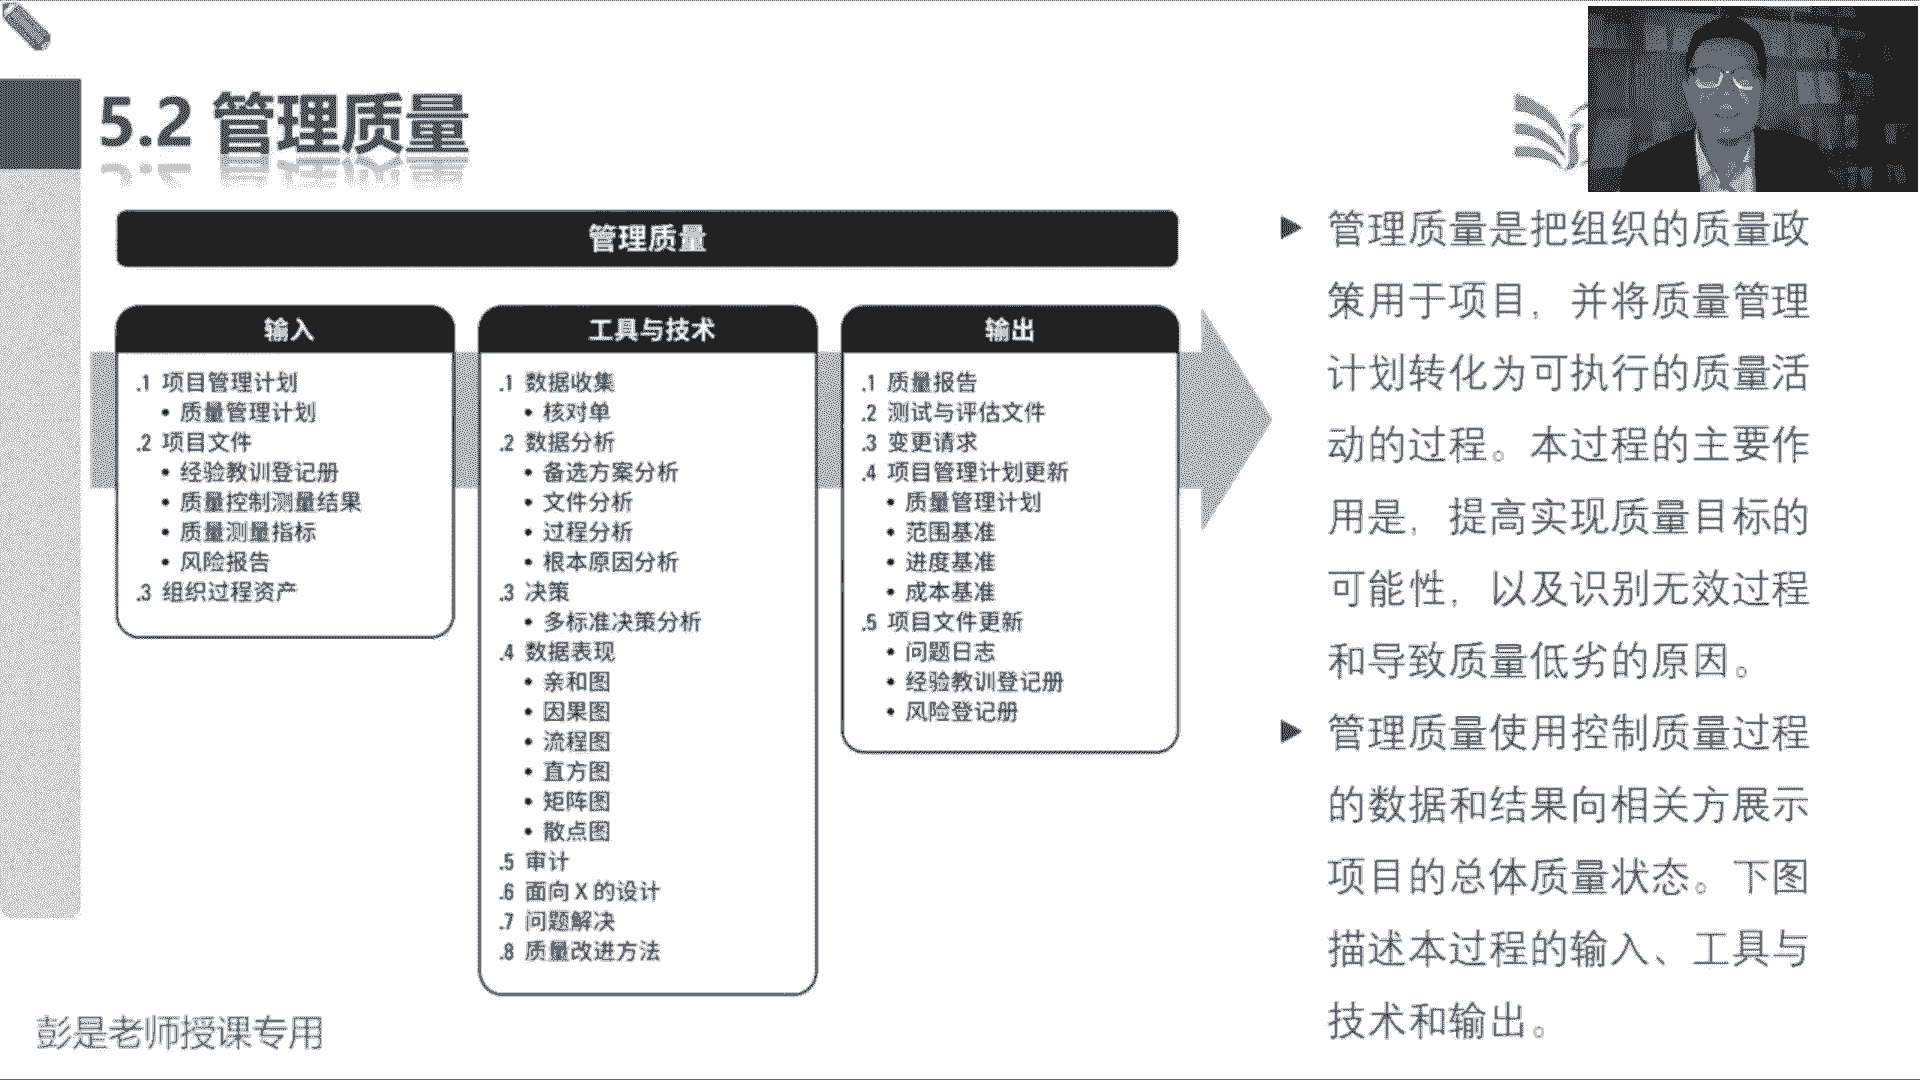 5.2 管理质量
管理质量
输入
.1 项目管理计划
• 质量管理计划
.2 项目文件
• 经验教训登记册
• 质量控制测量结果
• 质量测量指标
• 风险报告
.3 组织过程资产
工具与技术
.1 数据收集
• 核对单
.2 数据分析
• 备选方案分析
• 文件分析
• 过程分析
• 根本原因分析
.3 决策
• 多标准决策分析
.4 数据表现
• 亲和图
• 因果图
• 流程图
• 直方图
• 矩阵图
• 散点图
.5 审计
.6 面向 X 的设计
.7 问题解决
.8 质量改进方法
输出
.1 质量报告
.2 测试与评估文件
.3 变更请求
.4 项目管理计划更新
• 质量管理计划
• 范围基准
• 进度基准
• 成本基准
.5 项目文件更新
• 问题日志
• 经验教训登记册
• 风险登记册
管理质量是把组织的质量政
策用于项目，并将质量管理
计划转化为可执行的质量活
动的过程。本过程的主要作
用是，提高实现质量目标的
可能性，以及识别无效过程
和导致质量低劣的原因。
管理质量使用控制质量过程
的数据和结果向相关方展示
项目的总体质量状态。下图
描述本过程的输入、工具与
技术和输出。
彭是老师授课专用